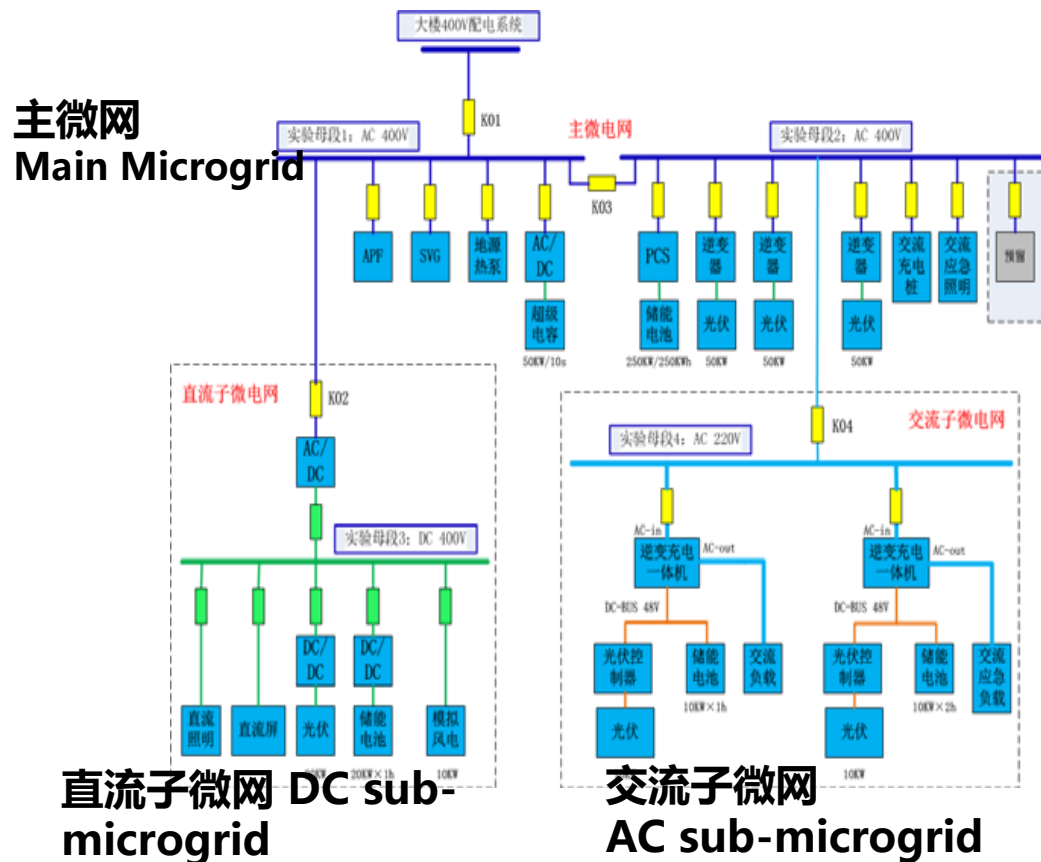 大楼400V配电系统
K01
主微网
Main Microgrid
实验母段1: AC 400V
主微电网
实验母段2: AC 400V
K03
APF
SVG
地源
热泵
AC/
DC
PCS
逆变
器
逆变
器
逆变
器
交流
充电
桩
交流
应急
照明
预留
超级
电容
储能
电池
光伏
光伏
光伏
50KW/10s
250KW/250KWh
50KW
50KW
50KW
直流子微电网
K02
AC/
DC
实验母段3: DC 400V
DC/
DC
DC/
DC
直流
照明
直流屏
光伏
储能
电池
模拟
风电
20KW×1h
10KW
直流子微网 DC sub-
microgrid
K04
交流子微电网
实验母段4: AC 220V
AC-in
AC-out
逆变充电
一体机
DC-BUS 48V
光伏控
制器
储能
电池
交流
负载
10KW×1h
光伏
AC-in
AC-out
逆变充电
一体机
DC-BUS 48V
光伏控
制器
储能
电池
交流
应急
负载
10KW×2h
光伏
10KW
交流子微网
AC sub-microgrid